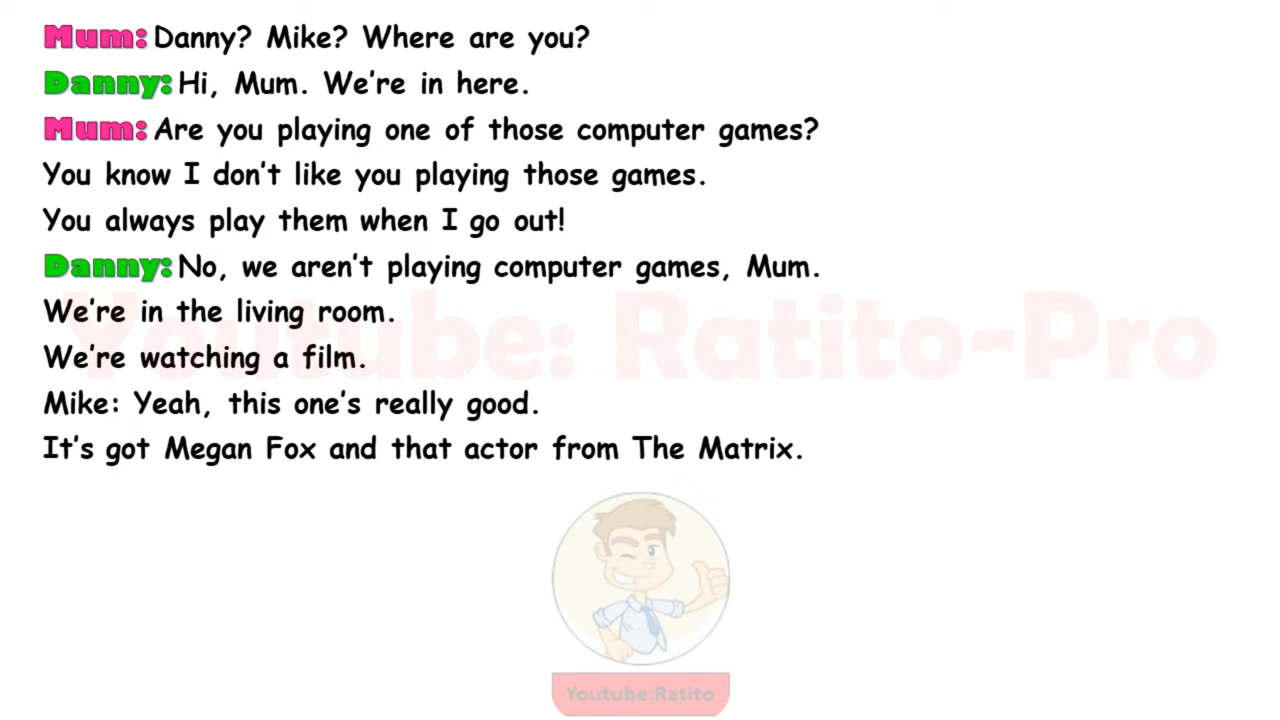 Mum: Danny? Mike? Where are you?
Danny: Hi, Mum. We're in here.
Mum: Are you playing one of those computer games?
You know I don't like you playing those games.
You always play them when I go out!
Danny: No, we aren't playing computer games, Mum.
We're in the living room.
We're watching a film.
Mike: Yeah, this one's really good.
It's got Megan Fox and that actor from The Matrix.
Youtube: Ratito-Pro
Youtube:Ratito